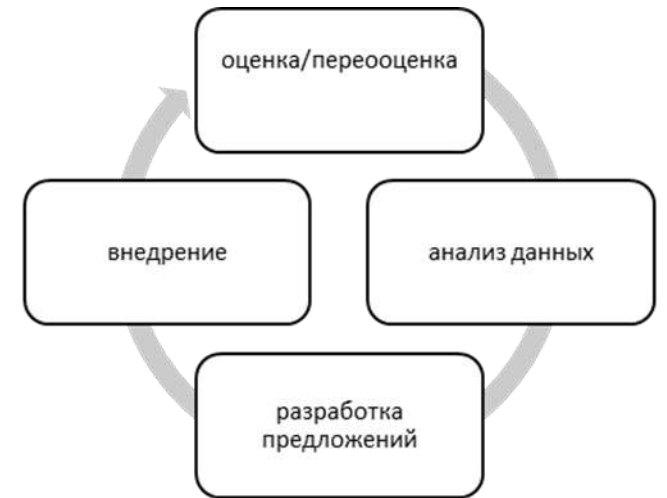 оценка/переооценка
внедрение
анализ данных
разработка
предложений